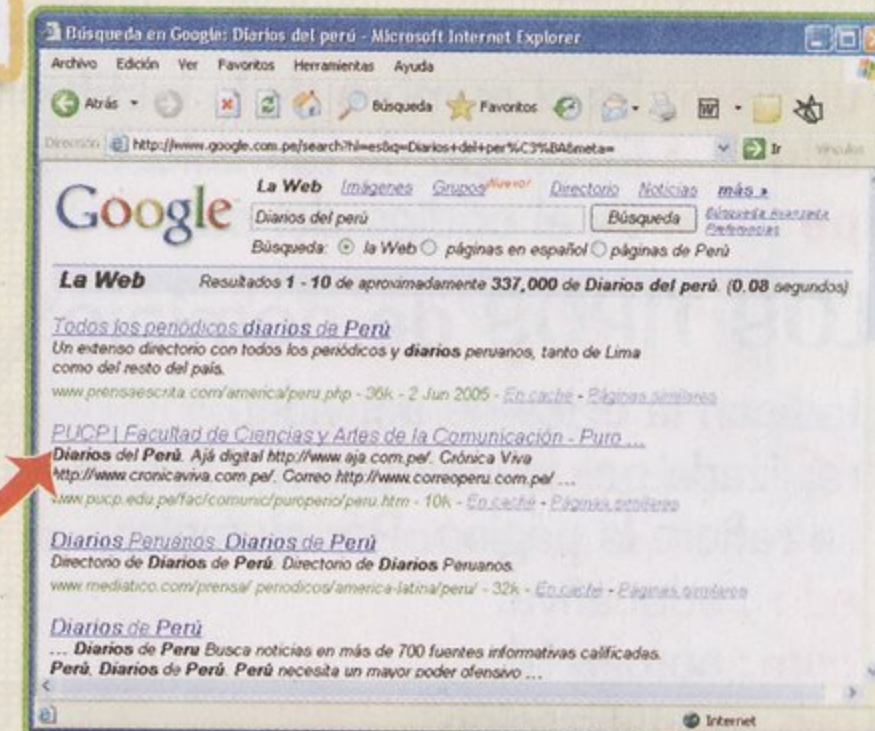 Búsqueda en Google: Diarios del perú - Microsoft Internet Explorer
Archivo Edición Ver Favoritos Herramientas Ayuda
Atrás Búsqueda Favoritos
Dirección http://www.google.com.pe/search?hl=es&q=Diarios+del+per%C3%BA&meta= Ir Vínculos
La Web Imágenes Grupos Nuevo! Directorio Noticias más »
Google Diarios del perú Búsqueda Búsqueda Avanzada
Preferencias
Búsqueda: la Web páginas en español páginas de Perú
La Web Resultados 1 - 10 de aproximadamente 337,000 de Diarios del perú. (0.08 segundos)
Todos los periódicos diarios de Perú
Un extenso directorio con todos los periódicos y diarios peruanos, tanto de Lima
como del resto del país.
www.prensaescrita.com/america/peru.php - 36k - 2 Jun 2005 - En caché - Páginas similares
PUCP | Facultad de Ciencias y Artes de la Comunicación - Puro ...
Diarios del Perú. Ajá digital http://www.aja.com.pe/. Crónica Viva
http://www.cronicaviva.com.pe/. Correo http://www.correoperu.com.pe/ ...
www.pucp.edu.pe/fac/comunic/puroperio/peru.htm - 10k - En caché - Páginas similares
Diarios Peruanos. Diarios de Perú
Directorio de Diarios de Perú. Directorio de Diarios Peruanos.
www.mediatico.com/prensa/ periodicos/america-latina/peru/ - 32k - En caché - Páginas similares
Diarios de Perú
... Diarios de Peru Busca noticias en más de 700 fuentes informativas calificadas.
Perú, Diarios de Perú. Perú necesita un mayor poder ofensivo ...
Internet